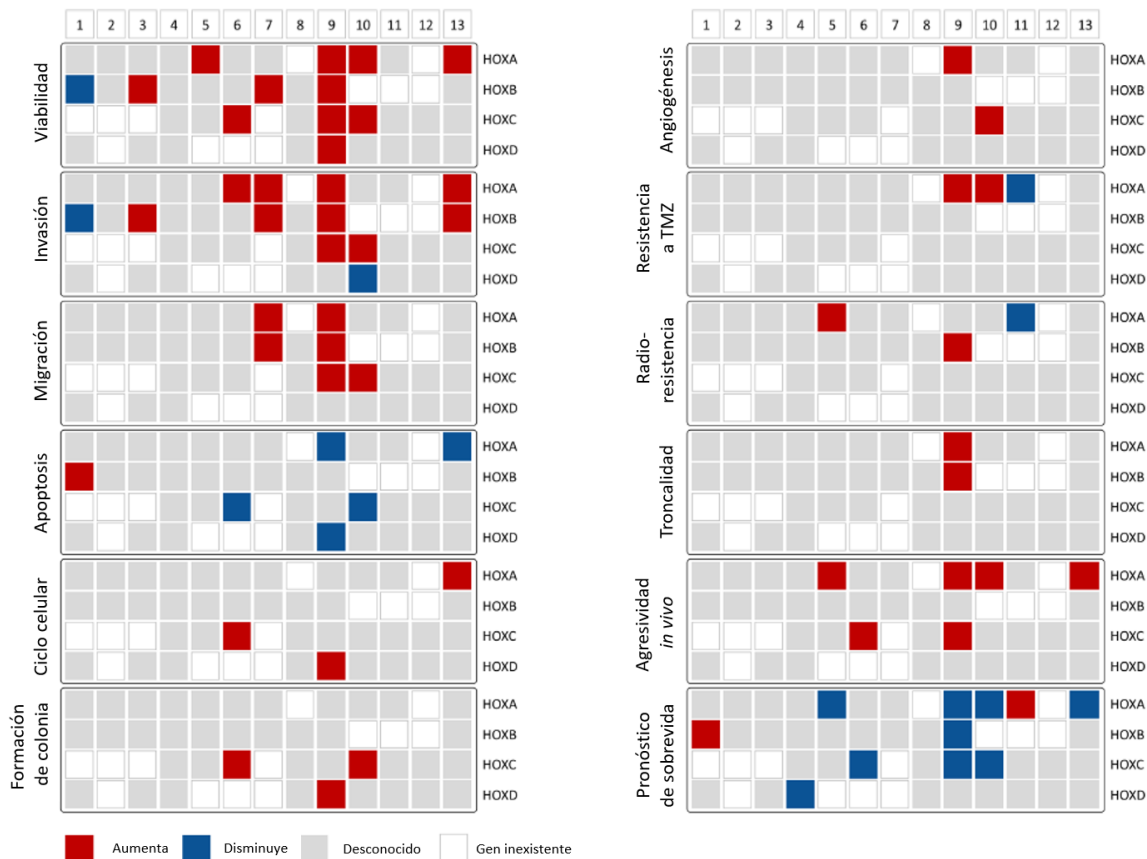 1 2 3 4 5 6 7 8 9 10 11 12 13
Viabilidad
HOXA
HOXB
HOXC
HOXD
Invasión
HOXA
HOXB
HOXC
HOXD
Migración
HOXA
HOXB
HOXC
HOXD
Apoptosis
HOXA
HOXB
HOXC
HOXD
Ciclo celular
HOXA
HOXB
HOXC
HOXD
Formación
de colonia
HOXA
HOXB
HOXC
HOXD
1 2 3 4 5 6 7 8 9 10 11 12 13
Angiogénesis
HOXA
HOXB
HOXC
HOXD
Resistencia
a TMZ
HOXA
HOXB
HOXC
HOXD
Radio-
resistencia
HOXA
HOXB
HOXC
HOXD
Troncalidad
HOXA
HOXB
HOXC
HOXD
Agresividad
in vivo
HOXA
HOXB
HOXC
HOXD
Pronóstico
de sobrevida
HOXA
HOXB
HOXC
HOXD
Aumenta Disminuye Desconocido Gen inexistente